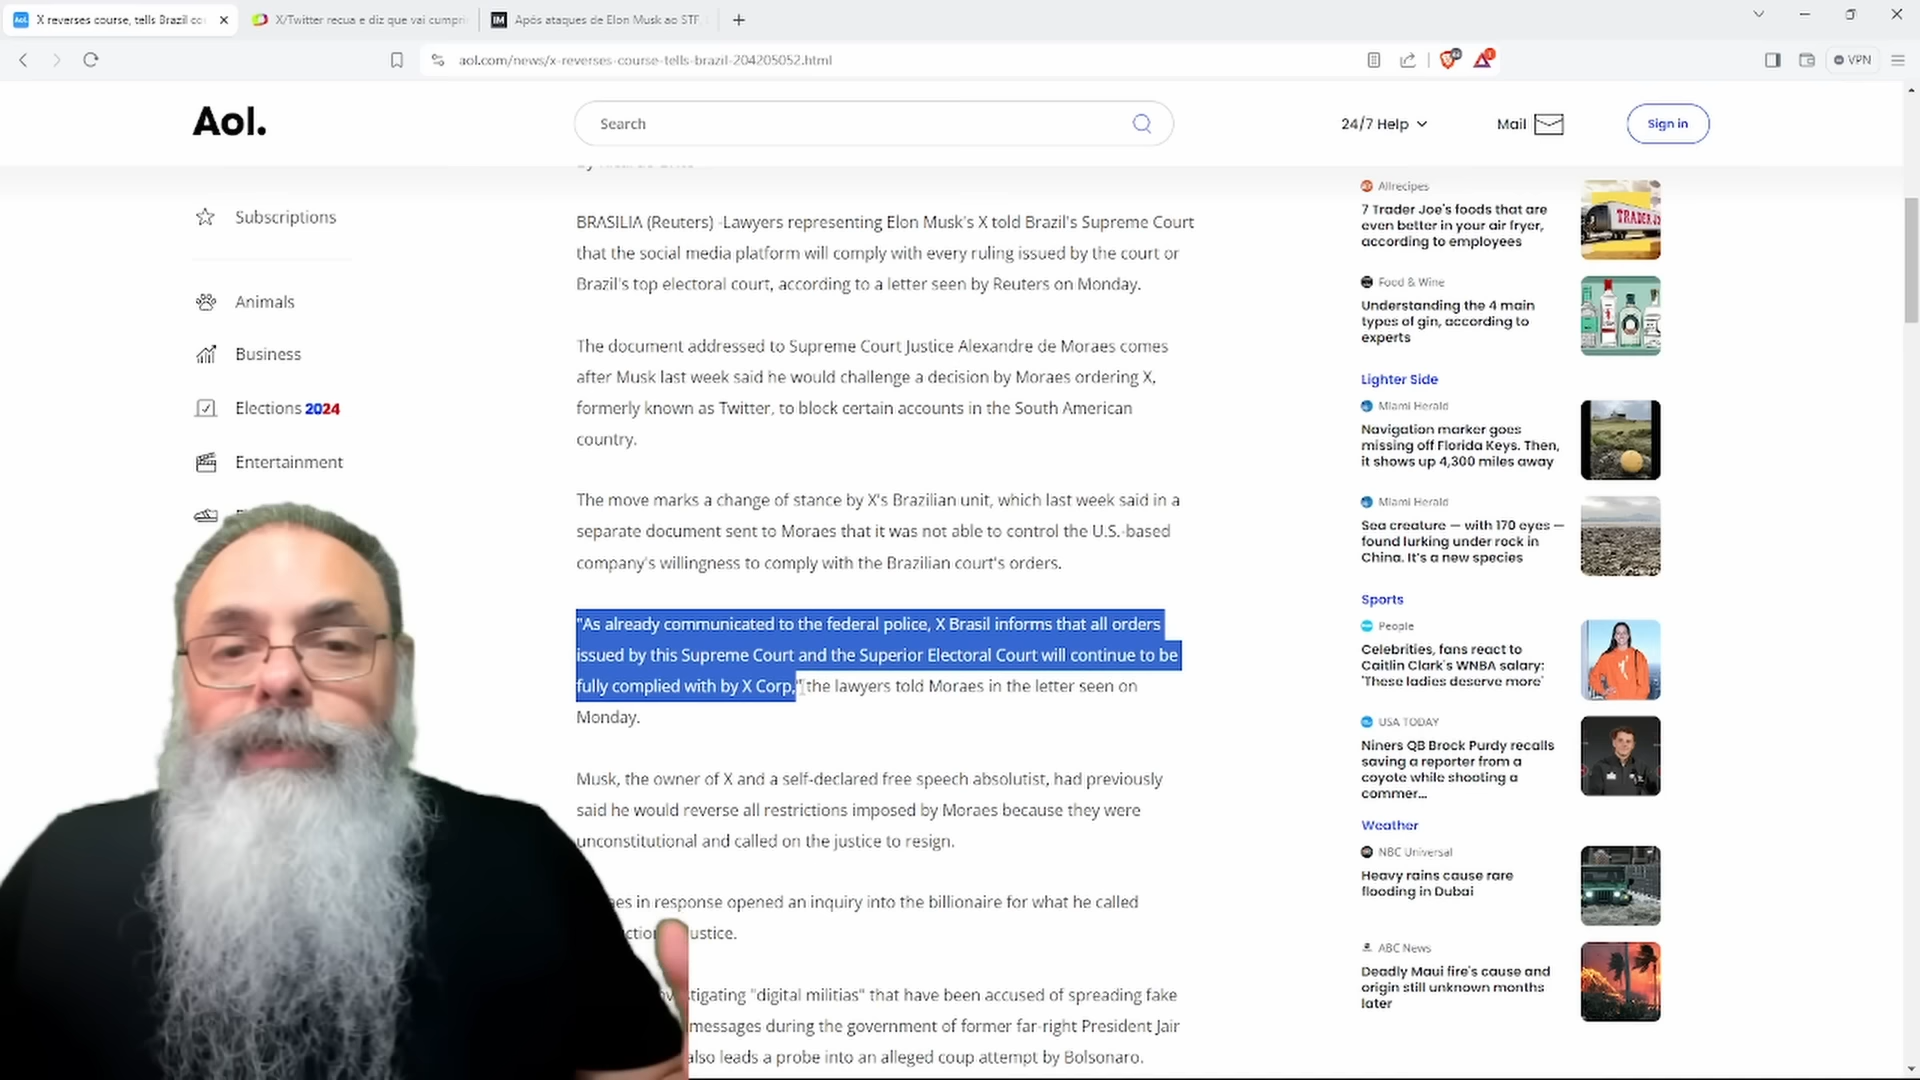 X reverses course, tells Brazil co
X/Twitter recua e diz que vai cumpri
Após ataques de Elon Musk ao STF,
aol.com/news/x-reverses-course-tells-brazil-204205052.html
VPN
Aol.
Search
24/7 Help
Mail
Sign in
Subscriptions
Animals
Business
Elections 2024
Entertainment
BRASILIA (Reuters) -Lawyers representing Elon Musk's X told Brazil's Supreme Court
that the social media platform will comply with every ruling issued by the court or
Brazil's top electoral court, according to a letter seen by Reuters on Monday.
The document addressed to Supreme Court Justice Alexandre de Moraes comes
after Musk last week said he would challenge a decision by Moraes ordering X,
formerly known as Twitter, to block certain accounts in the South American
country.
The move marks a change of stance by X's Brazilian unit, which last week said in a
separate document sent to Moraes that it was not able to control the U.S.-based
company's willingness to comply with the Brazilian court's orders.
"As already communicated to the federal police, X Brasil informs that all orders
issued by this Supreme Court and the Superior Electoral Court will continue to be
fully complied with by X Corp," the lawyers told Moraes in the letter seen on
Monday.
Musk, the owner of X and a self-declared free speech absolutist, had previously
said he would reverse all restrictions imposed by Moraes because they were
unconstitutional and called on the justice to resign.
in response opened an inquiry into the billionaire for what he called
"digital militias" that have been accused of spreading fake
messages during the government of former far-right President Jair
also leads a probe into an alleged coup attempt by Bolsonaro.
Allrecipes
7 Trader Joe's foods that are
even better in your air fryer,
according to employees
Food & Wine
Understanding the 4 main
types of gin, according to
experts
Lighter Side
Miami Herald
Navigation marker goes
missing off Florida Keys. Then,
it shows up 4,300 miles away
Miami Herald
Sea creature — with 170 eyes —
found lurking under rock in
China. It's a new species
Sports
People
Celebrities, fans react to
Caitlin Clark's WNBA salary:
'These ladies deserve more'
USA TODAY
Niners QB Brock Purdy recalls
saving a reporter from a
coyote while shooting a
commer...
Weather
NBC Universal
Heavy rains cause rare
flooding in Dubai
ABC News
Deadly Maui fire's cause and
origin still unknown months
later